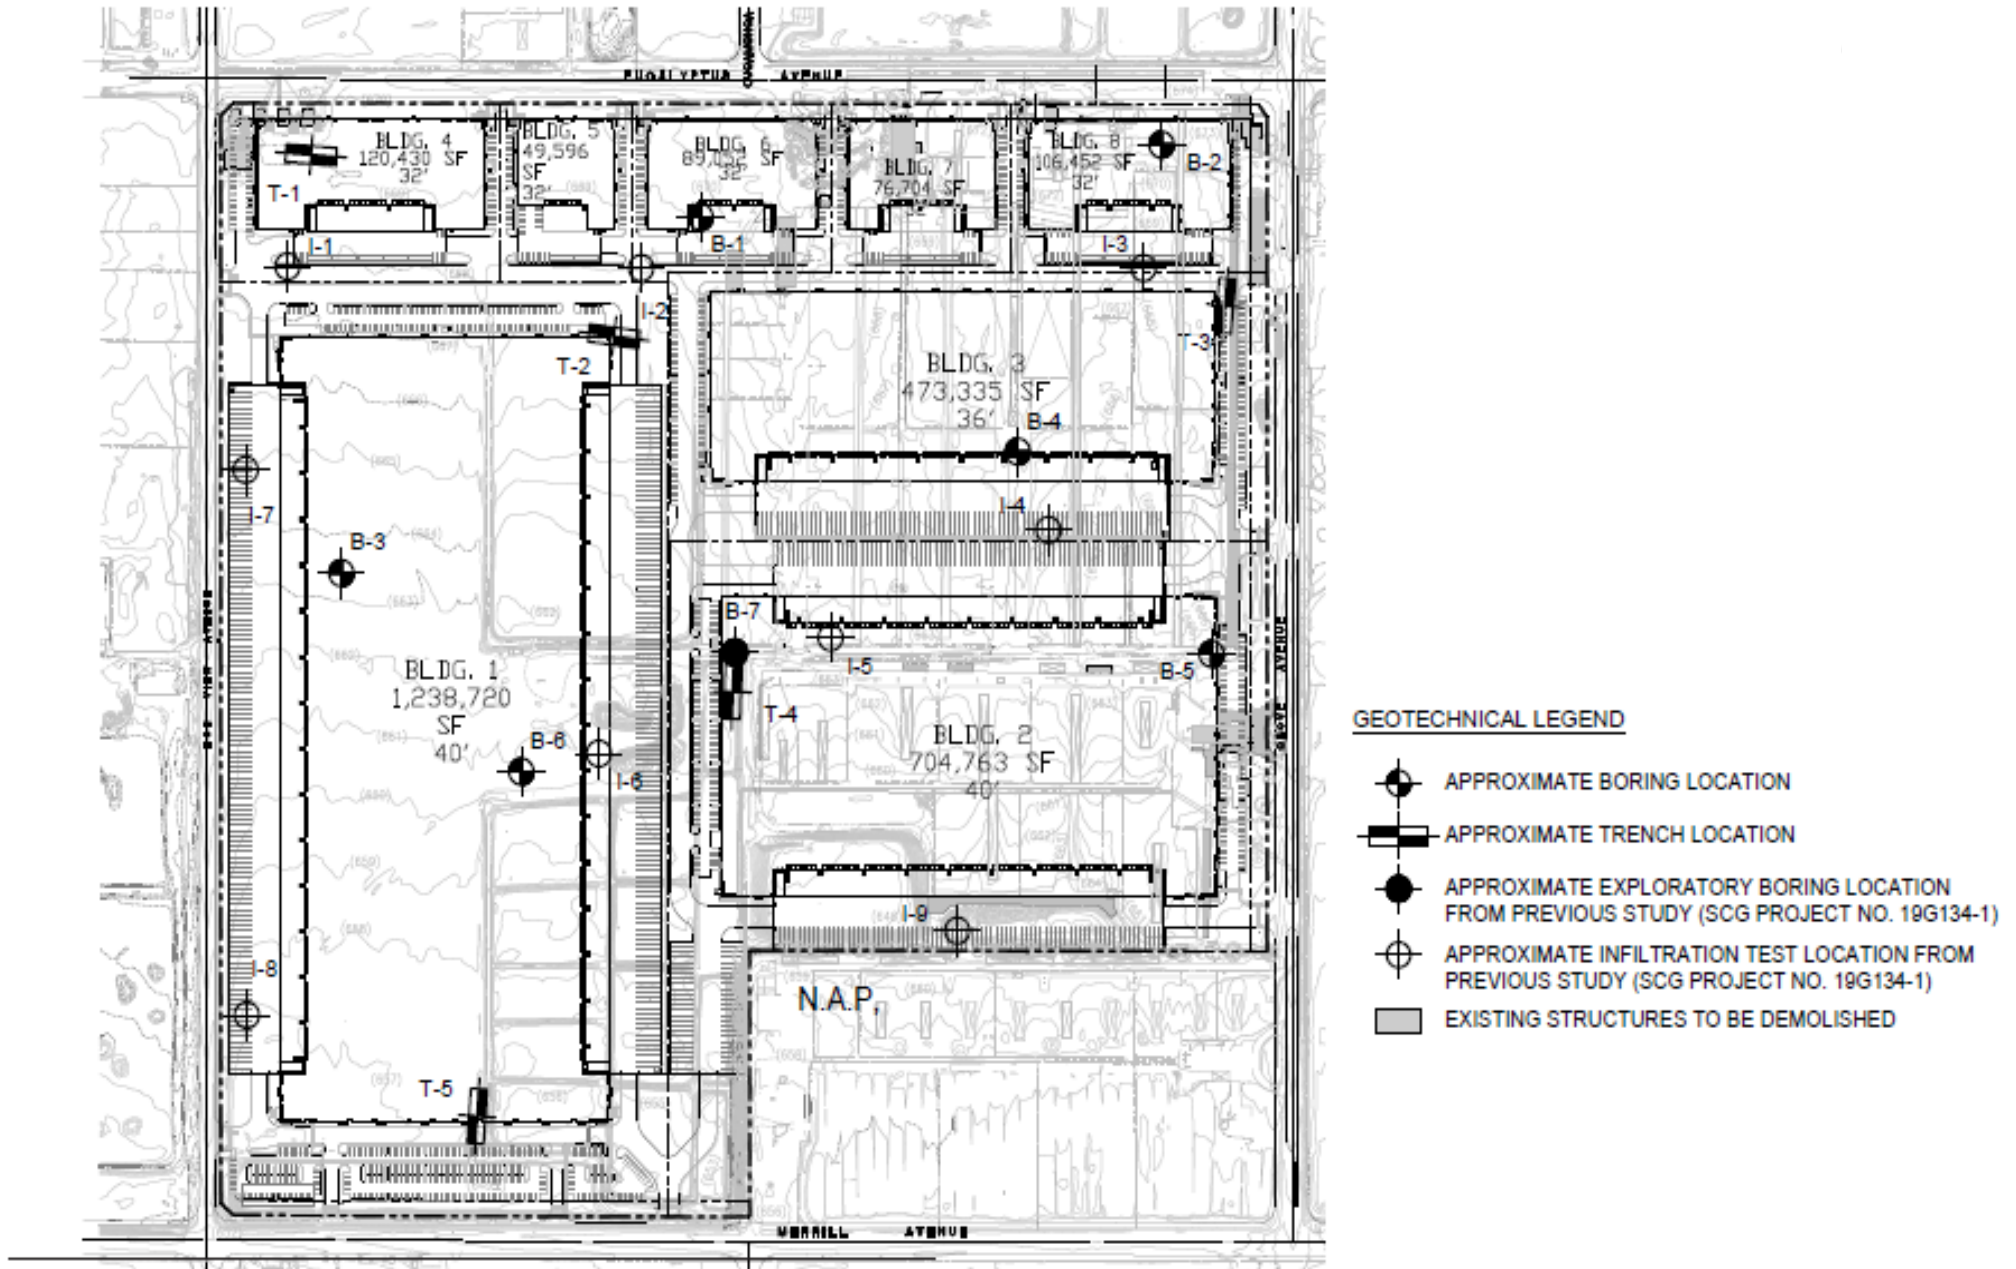 EUCALYPTUS AVENUE
BLDG. 4
120,430 SF
32'
T-1
BLDG. 5
49,596
SF
32'
BLDG. 6
89,052 SF
32'
BLDG. 7
76,704 SF
BLDG. 8
106,452 SF
32'
B-2
I-1
B-1
I-3
I-2
T-2
T-3
BLDG. 3
473,335 SF
36'
B-4
I-7
I-4
B-3
B-7
I-5
B-5
BLDG. 1
1,238,720
SF
40'
T-4
B-6
I-6
BLDG. 2
704,763 SF
40'
GROVE AVENUE
I-9
I-8
N.A.P.
T-5
MERRILL AVENUE
GEOTECHNICAL LEGEND
APPROXIMATE BORING LOCATION
APPROXIMATE TRENCH LOCATION
APPROXIMATE EXPLORATORY BORING LOCATION
FROM PREVIOUS STUDY (SCG PROJECT NO. 19G134-1)
APPROXIMATE INFILTRATION TEST LOCATION FROM
PREVIOUS STUDY (SCG PROJECT NO. 19G134-1)
EXISTING STRUCTURES TO BE DEMOLISHED